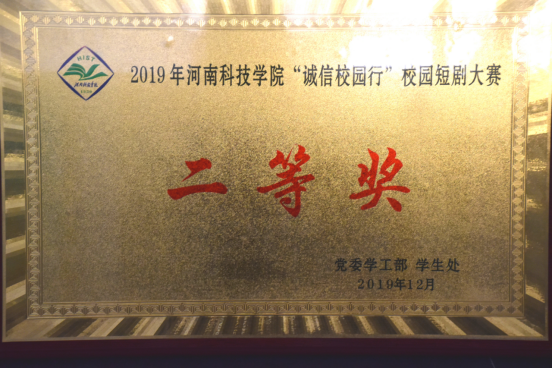 HIST
2019年河南科技学院“诚信校园行”校园短剧大赛
二等奖
党委学工部 学生处
2019年12月